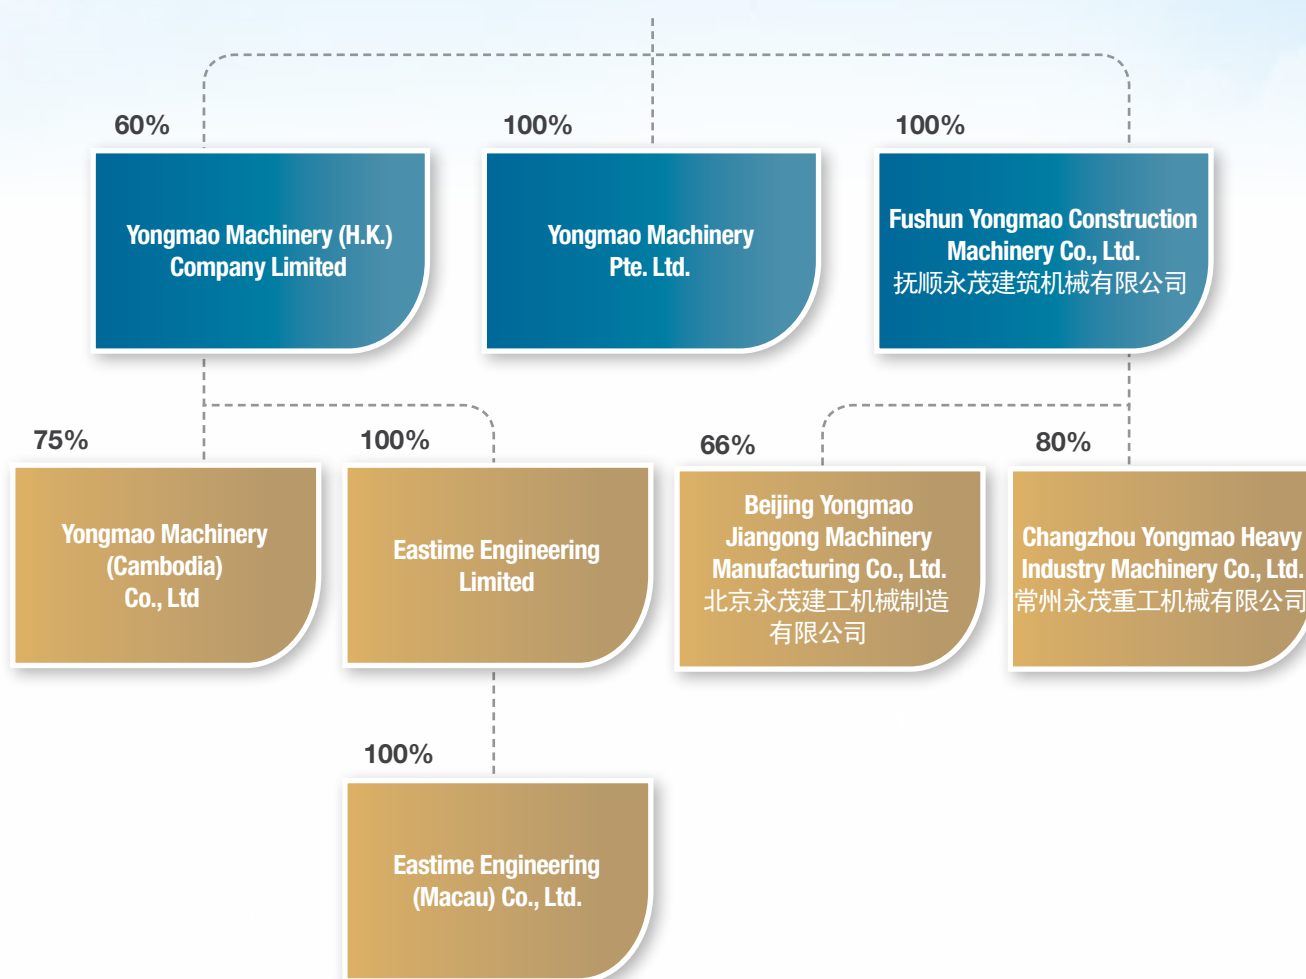 60%
Yongmao Machinery (H.K.)
Company Limited
100%
Yongmao Machinery
Pte. Ltd.
100%
Fushun Yongmao Construction
Machinery Co., Ltd.
抚顺永茂建筑机械有限公司
75%
Yongmao Machinery
(Cambodia)
Co., Ltd
100%
Eastime Engineering
Limited
66%
Beijing Yongmao
Jiangong Machinery
Manufacturing Co., Ltd.
北京永茂建工机械制造
有限公司
80%
Changzhou Yongmao Heavy
Industry Machinery Co., Ltd.
常州永茂重工机械有限公司
100%
Eastime Engineering
(Macau) Co., Ltd.